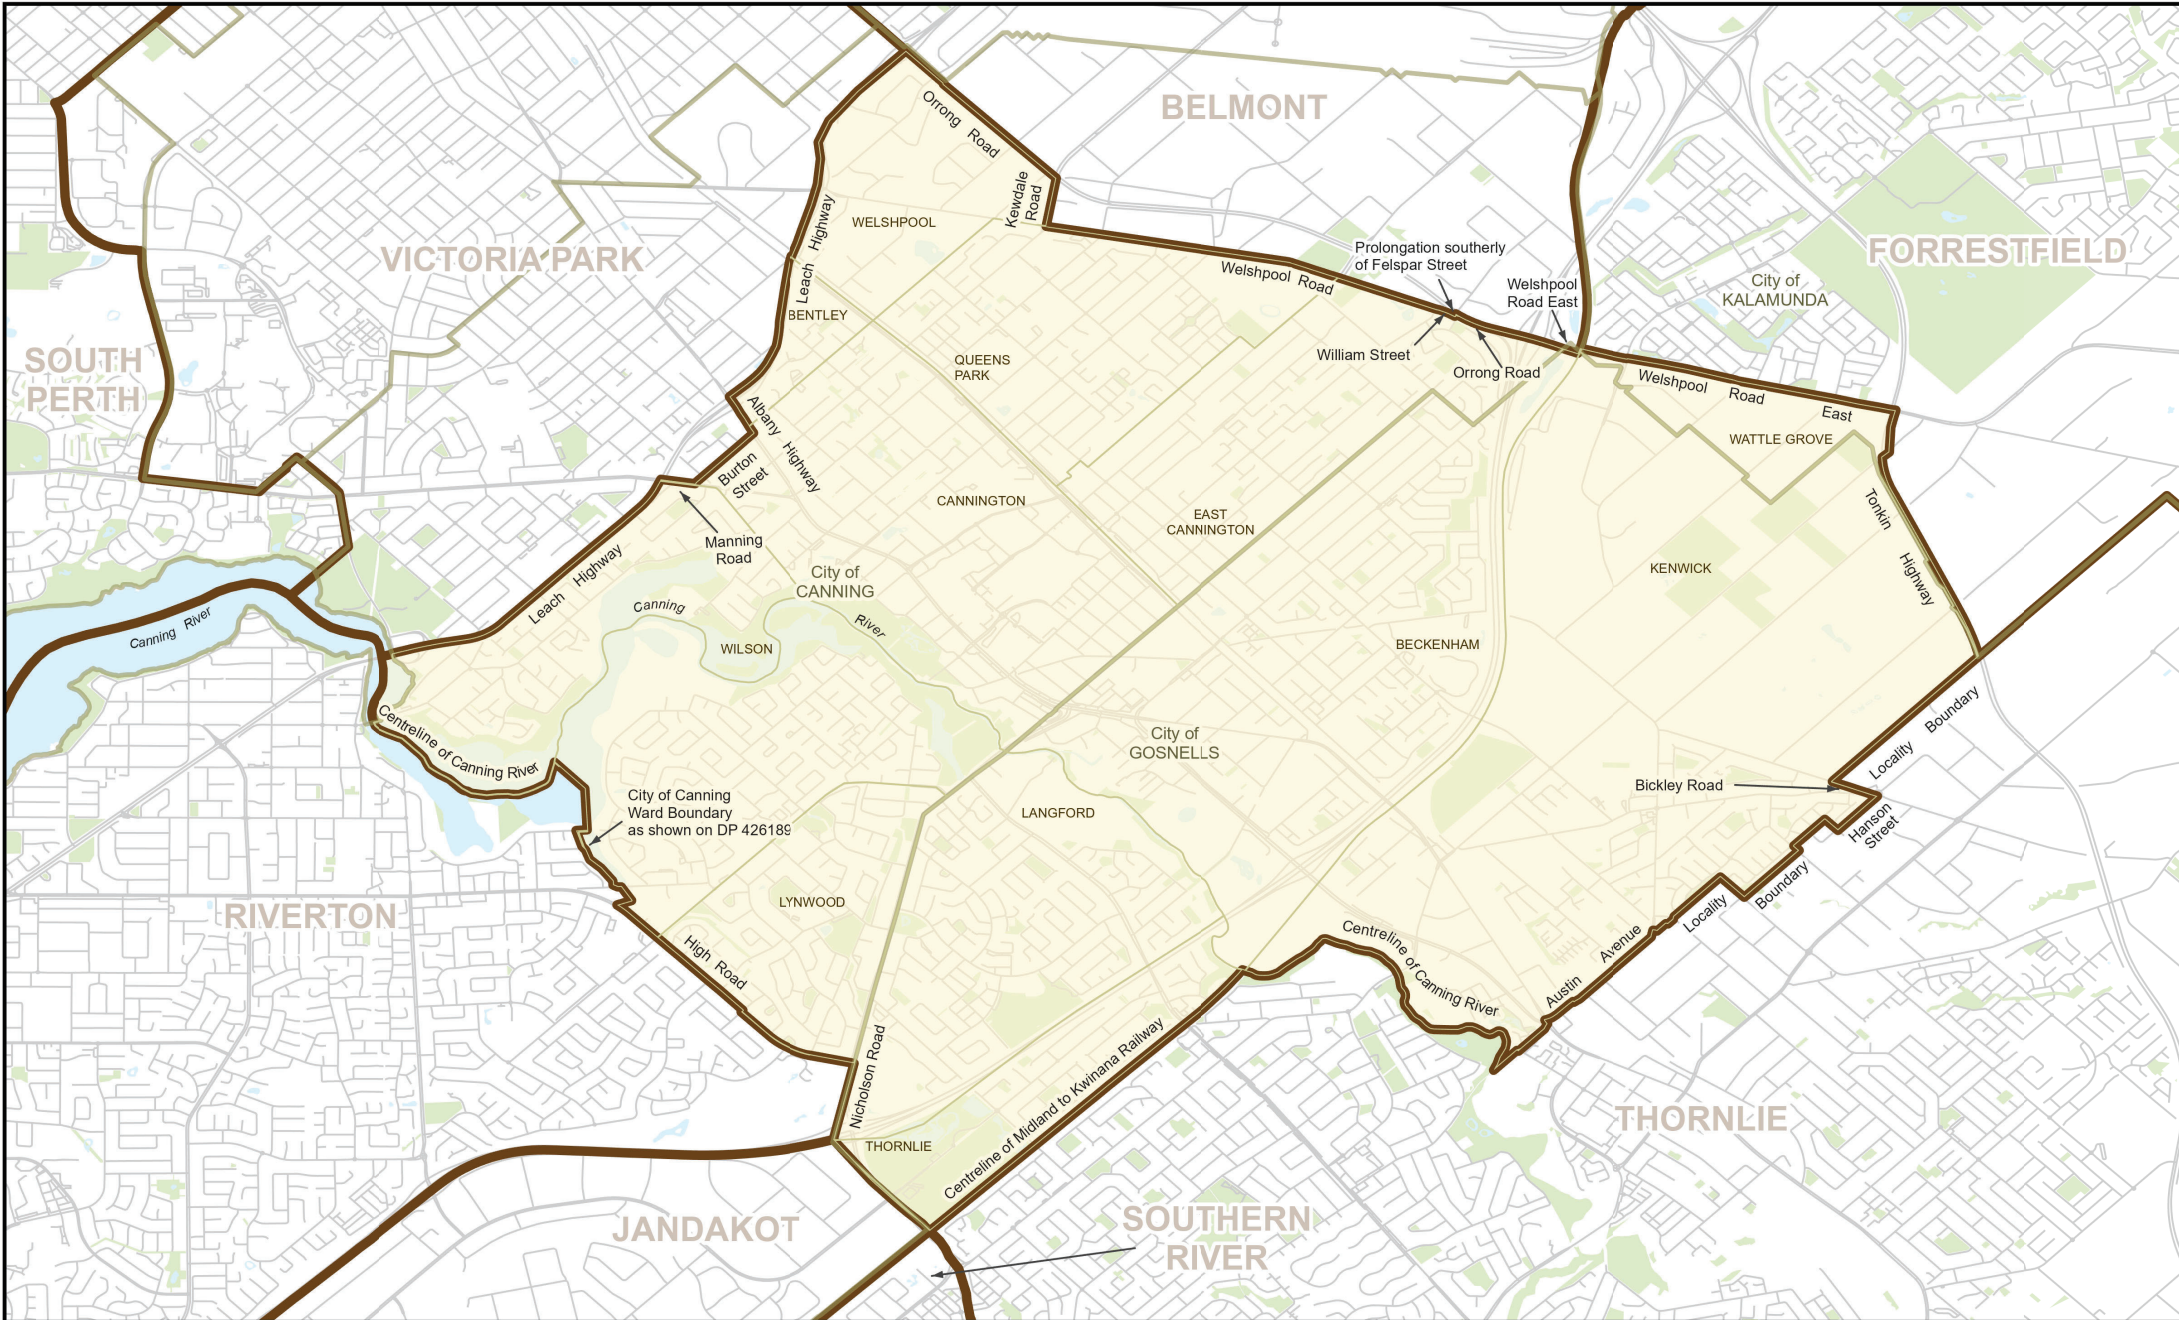 BELMONT
Orrong Road
Kewdale
Road
WELSHPOOL
Leach Highway
VICTORIA PARK
Prolongation southerly
of Felspar Street
Welshpool Road
Welshpool
Road East
FORRESTFIELD
City of
KALAMUNDA
BENTLEY
William Street
Orrong Road
SOUTH
PERTH
QUEENS
PARK
Welshpool Road East
Albany Highway
WATTLE GROVE
Burton
Street
CANNINGTON
EAST
CANNINGTON
Tonkin Highway
Manning
Road
Leach Highway
City of
CANNING
KENWICK
Canning River
Canning River
WILSON
BECKENHAM
Centreline of Canning River
City of
GOSNELLS
Locality Boundary
Bickley Road
City of Canning
Ward Boundary
as shown on DP 426189
LANGFORD
Hanson
Street
LYNWOOD
RIVERTON
Locality Boundary
High Road
Centreline of Canning River
Austin Avenue
Nicholson Road
Centreline of Midland to Kwinana Railway
THORNLIE
THORNLIE
JANDAKOT
SOUTHERN
RIVER